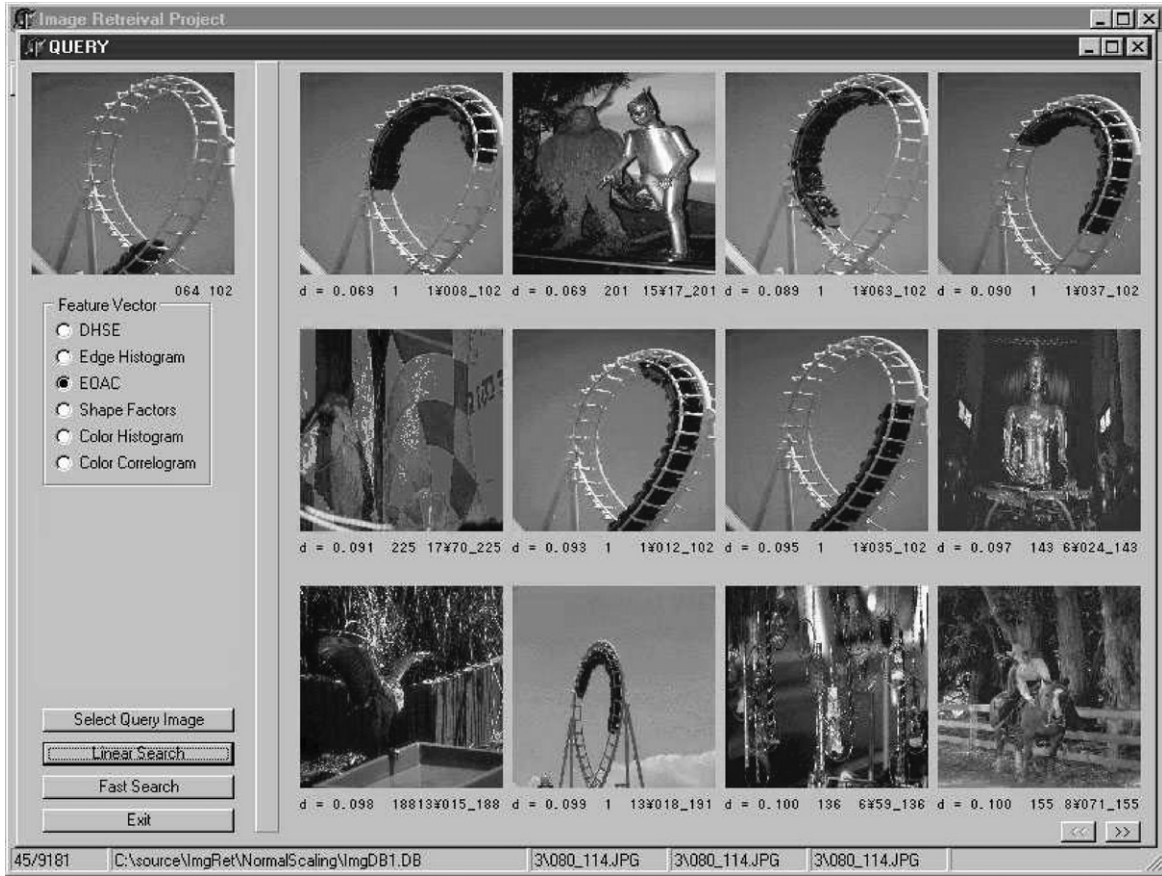 Image Retreival Project
QUERY
064 102
Feature Vector
DHSE
Edge Histogram
EOAC
Shape Factors
Color Histogram
Color Correlogram
Select Query Image
Linear Search
Fast Search
Exit
d = 0.069 1 1¥008_102 d = 0.069 201 15¥17_201 d = 0.089 1 1¥063_102 d = 0.090 1 1¥037_102
d = 0.091 225 17¥70_225 d = 0.093 1 1¥012_102 d = 0.095 1 1¥035_102 d = 0.097 143 6¥024_143
d = 0.098 18813¥015_188 d = 0.099 1 13¥018_191 d = 0.100 136 6¥59_136 d = 0.100 155 8¥071_155
<< >>
45/9181 C:\source\ImgRet\NormalScaling\ImgDB1.DB 3\080_114.JPG 3\080_114.JPG 3\080_114.JPG